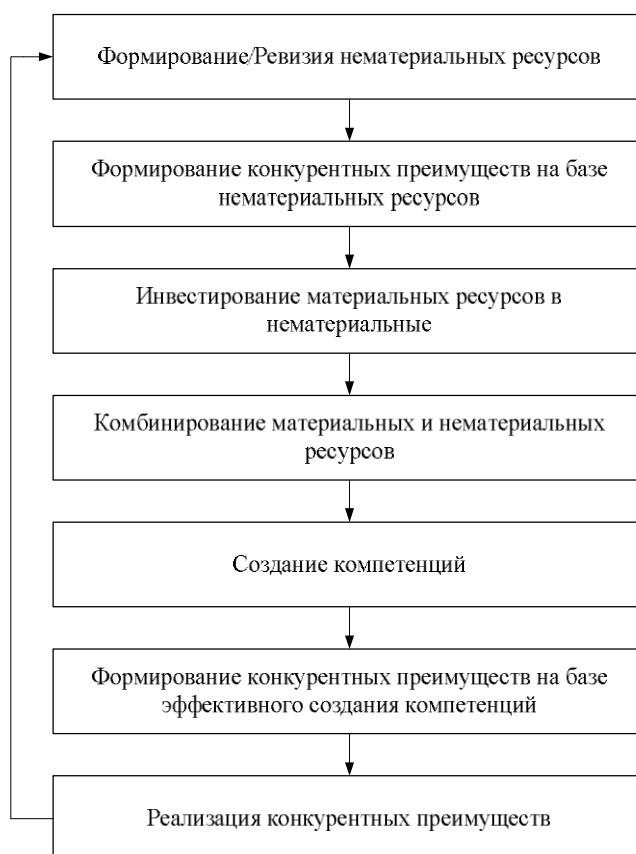 Формирование/Ревизия нематериальных ресурсов
Формирование конкурентных преимуществ на базе
нематериальных ресурсов
Инвестирование материальных ресурсов в
нематериальные
Комбинирование материальных и нематериальных
ресурсов
Создание компетенций
Формирование конкурентных преимуществ на базе
эффективного создания компетенций
Реализация конкурентных преимуществ